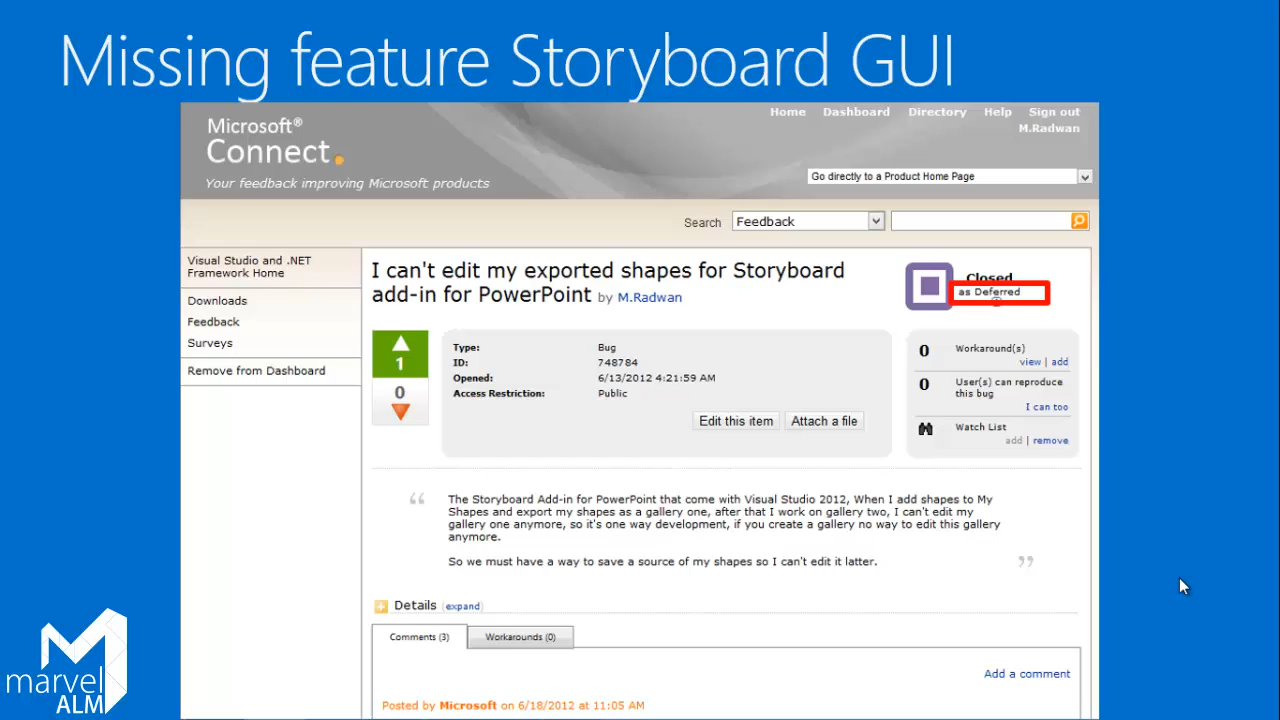 Missing feature Storyboard GUI
Home Dashboard Directory Help Sign out
M.Radwan
Microsoft®
Connect.
Your feedback improving Microsoft products
Go directly to a Product Home Page
Search Feedback
Visual Studio and .NET
Framework Home
Downloads
Feedback
Surveys
Remove from Dashboard
I can't edit my exported shapes for Storyboard
add-in for PowerPoint by M.Radwan
Closed
as Deferred
1
0
Type: Bug
ID: 748784
Opened: 6/13/2012 4:21:59 AM
Access Restriction: Public
Edit this item Attach a file
0 Workaround(s)
view | add
0 User(s) can reproduce
this bug
I can too
Watch List
add | remove
“ The Storyboard Add-in for PowerPoint that come with Visual Studio 2012, When I add shapes to My
Shapes and export my shapes as a gallery one, after that I work on gallery two, I can't edit my
gallery one anymore, so it's one way development, if you create a gallery no way to edit this gallery
anymore.
So we must have a way to save a source of my shapes so I can't edit it latter. ”
Details (expand)
Comments (3) Workarounds (0)
Add a comment
Posted by Microsoft on 6/18/2012 at 11:05 AM
marvel
ALM